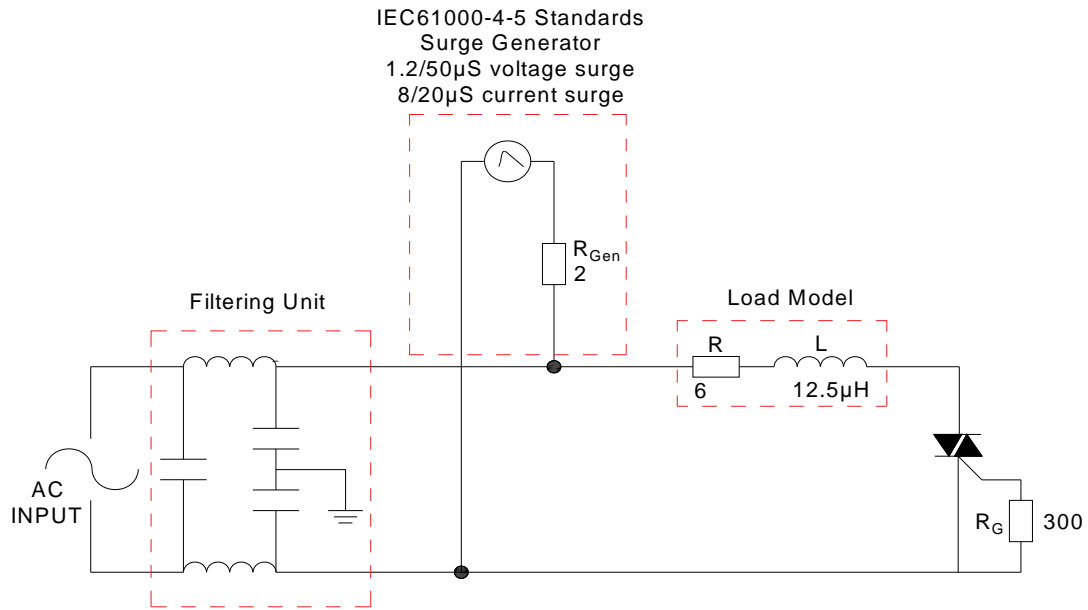 IEC61000-4-5 Standards
Surge Generator
1.2/50µS voltage surge
8/20µS current surge
RGen
2
Filtering Unit
Load Model
R
L
6
12.5µH
AC
INPUT
RG
300